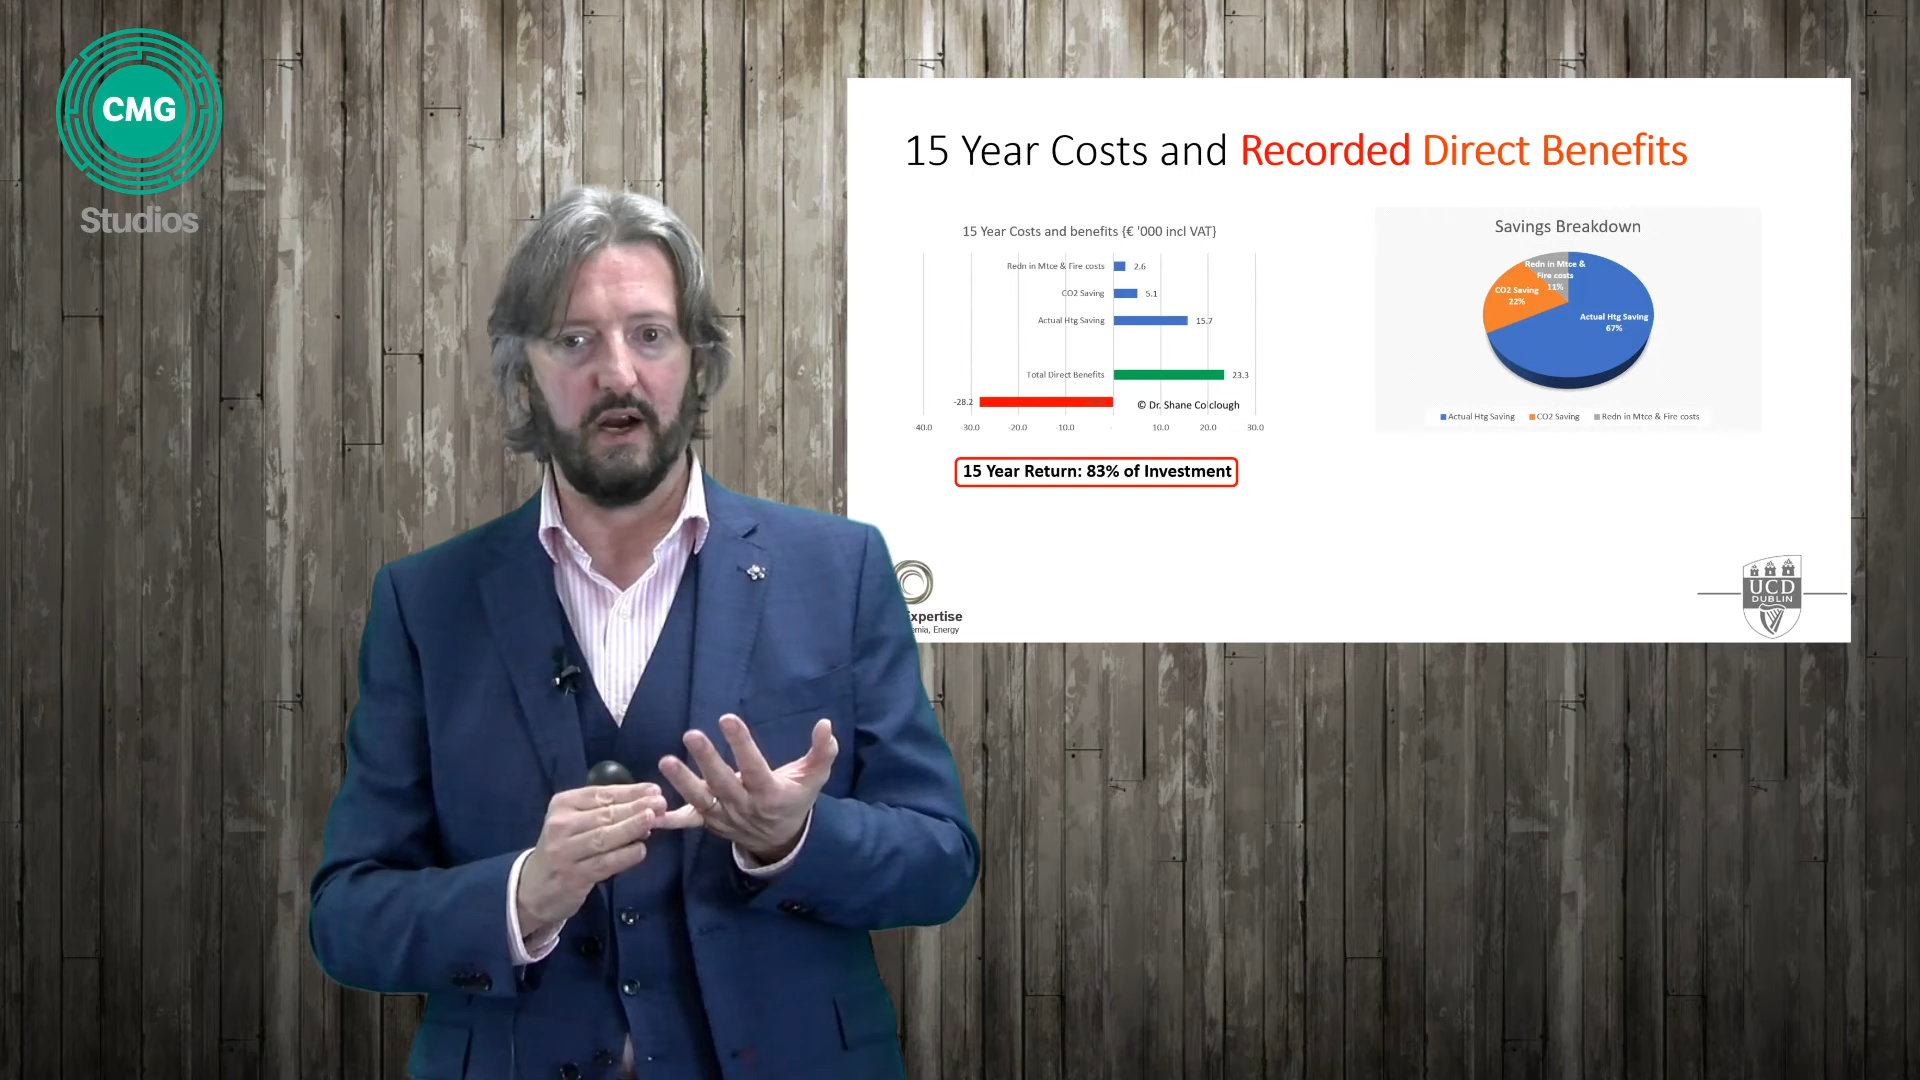 CMG
Studios
15 Year Costs and Recorded Direct Benefits
15 Year Costs and benefits {€ '000 incl VAT}
Redn in Mtce & Fire costs 2.6
CO2 Saving 5.1
Actual Htg Saving 15.7
Total Direct Benefits 23.3
-28.2
© Dr. Shane Colclough
-40.0 -30.0 -20.0 -10.0 - 10.0 20.0 30.0
15 Year Return: 83% of Investment
Savings Breakdown
Redn in Mtce &
Fire costs
11%
CO2 Saving
22%
Actual Htg Saving
67%
Actual Htg Saving CO2 Saving Redn in Mtce & Fire costs
xpertise
emia, Energy
UCD
DUBLIN